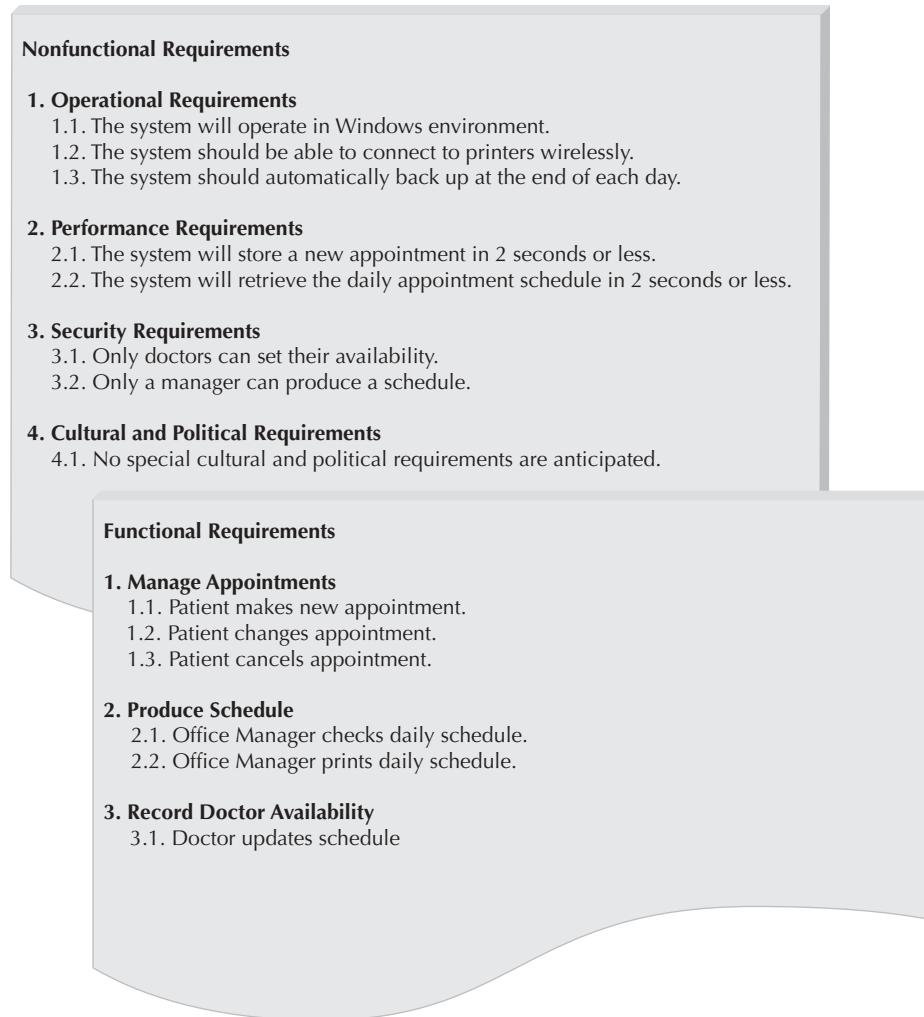 Nonfunctional Requirements
1. Operational Requirements
1.1. The system will operate in Windows environment.
1.2. The system should be able to connect to printers wirelessly.
1.3. The system should automatically back up at the end of each day.
2. Performance Requirements
2.1. The system will store a new appointment in 2 seconds or less.
2.2. The system will retrieve the daily appointment schedule in 2 seconds or less.
3. Security Requirements
3.1. Only doctors can set their availability.
3.2. Only a manager can produce a schedule.
4. Cultural and Political Requirements
4.1. No special cultural and political requirements are anticipated.
Functional Requirements
1. Manage Appointments
1.1. Patient makes new appointment.
1.2. Patient changes appointment.
1.3. Patient cancels appointment.
2. Produce Schedule
2.1. Office Manager checks daily schedule.
2.2. Office Manager prints daily schedule.
3. Record Doctor Availability
3.1. Doctor updates schedule